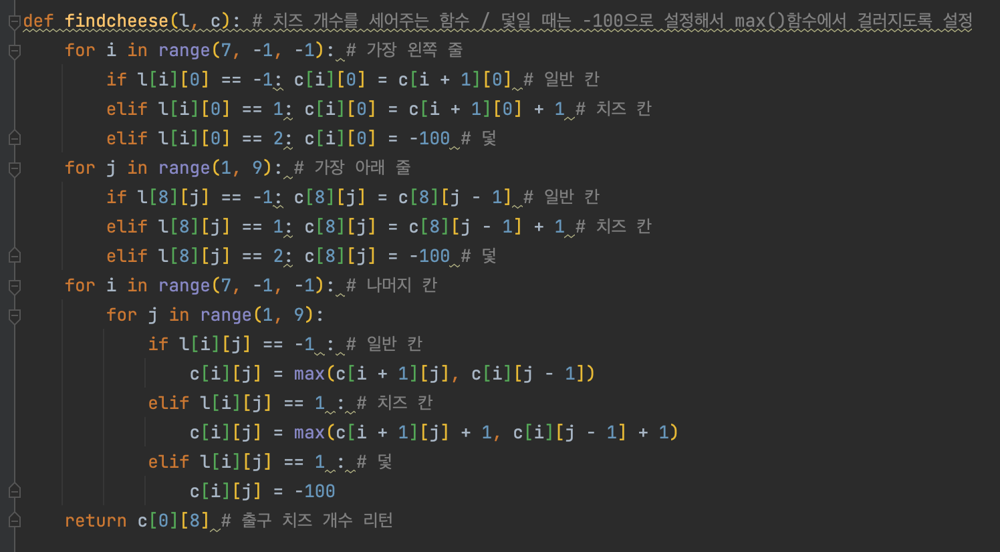 def findcheese(l, c): # 치즈 개수를 세어주는 함수 / 덫일 때는 -100으로 설정해서 max()함수에서 걸러지도록 설정
    for i in range(7, -1, -1): # 가장 왼쪽 줄
        if l[i][0] == -1: c[i][0] = c[i + 1][0] # 일반 칸
        elif l[i][0] == 1: c[i][0] = c[i + 1][0] + 1 # 치즈 칸
        elif l[i][0] == 2: c[i][0] = -100 # 덫
    for j in range(1, 9): # 가장 아래 줄
        if l[8][j] == -1: c[8][j] = c[8][j - 1] # 일반 칸
        elif l[8][j] == 1: c[8][j] = c[8][j - 1] + 1 # 치즈 칸
        elif l[8][j] == 2: c[8][j] = -100 # 덫
    for i in range(7, -1, -1): # 나머지 칸
        for j in range(1, 9):
            if l[i][j] == -1 : # 일반 칸
                c[i][j] = max(c[i + 1][j], c[i][j - 1])
            elif l[i][j] == 1 : # 치즈 칸
                c[i][j] = max(c[i + 1][j] + 1, c[i][j - 1] + 1)
            elif l[i][j] == 1 : # 덫
                c[i][j] = -100
    return c[0][8] # 출구 치즈 개수 리턴